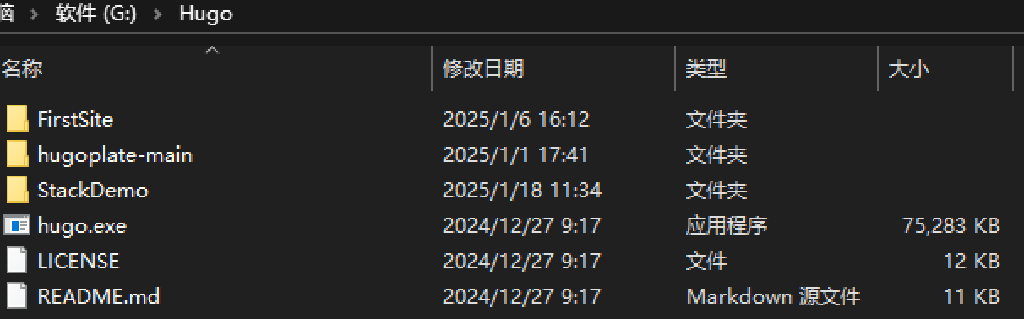 软件 (G:) › Hugo
名称 修改日期 类型 大小
FirstSite 2025/1/6 16:12 文件夹
hugoplate-main 2025/1/1 17:41 文件夹
StackDemo 2025/1/18 11:34 文件夹
hugo.exe 2024/12/27 9:17 应用程序 75,283 KB
LICENSE 2024/12/27 9:17 文件 12 KB
README.md 2024/12/27 9:17 Markdown 源文件 11 KB